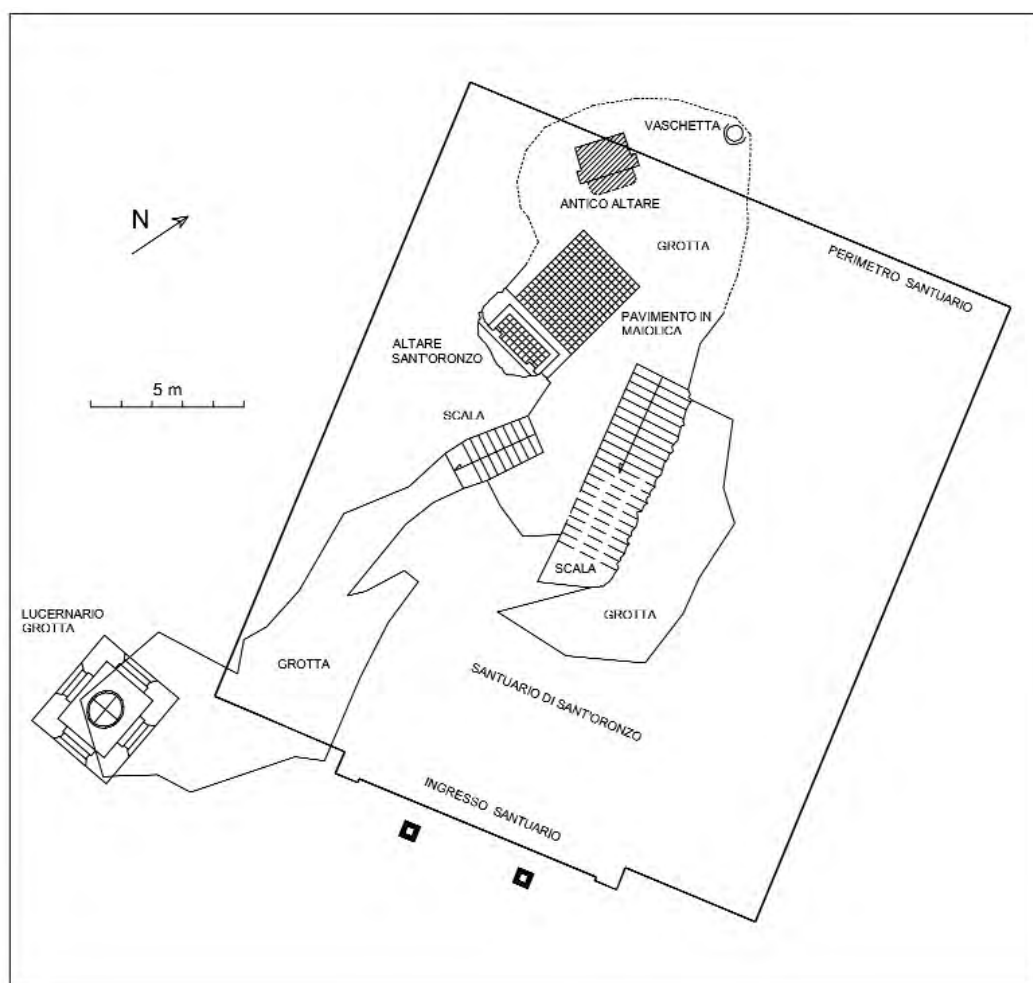 VASCHETTA
ANTICO ALTARE
N
GROTTA
PERIMETRO SANTUARIO
PAVIMENTO IN
MAIOLICA
ALTARE
SANT'ORONZO
5 m
SCALA
SCALA
GROTTA
LUCERNARIO
GROTTA
GROTTA
SANTUARIO DI SANT'ORONZO
INGRESSO SANTUARIO